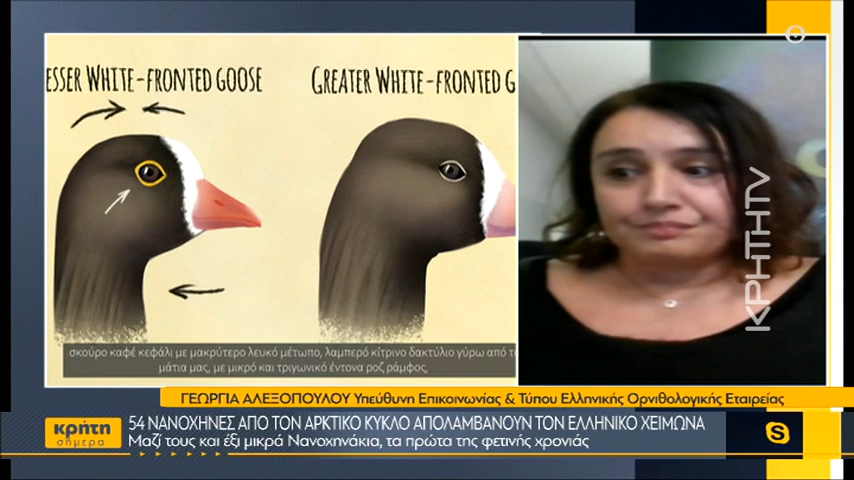 ESSER WHITE-FRONTED GOOSE
GREATER WHITE-FRONTED G
σκούρο καφέ κεφάλι με μακρύτερο λευκό μέτωπο, λαμπερό κίτρινο δακτύλιο γύρω από τα
μάτια μας, με μικρό και τριγωνικό έντονα ροζ ράμφος,
ΚΡΗΤΗTV
ΓΕΩΡΓΙΑ ΑΛΕΞΟΠΟΥΛΟΥ Υπεύθυνη Επικοινωνίας & Τύπου Ελληνικής Ορνιθολογικής Εταιρείας
κρήτη
σήμερα
54 ΝΑΝΟΧΗΝΕΣ ΑΠΟ ΤΟΝ ΑΡΚΤΙΚΟ ΚΥΚΛΟ ΑΠΟΛΑΜΒΑΝΟΥΝ ΤΟΝ ΕΛΛΗΝΙΚΟ ΧΕΙΜΩΝΑ
Μαζί τους και έξι μικρά Νανοχηνάκια, τα πρώτα της φετινής χρονιάς